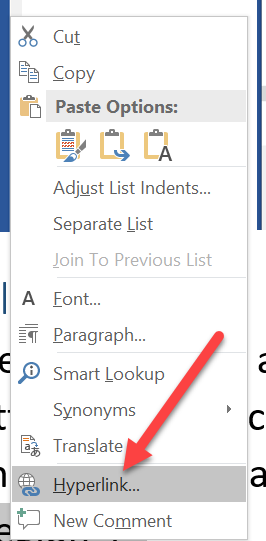 Cut
Copy
Paste Options:
A
Adjust List Indents...
Separate List
Join To Previous List
A Font...
Paragraph...
Smart Lookup
Synonyms
Translate
Hyperlink...
New Comment